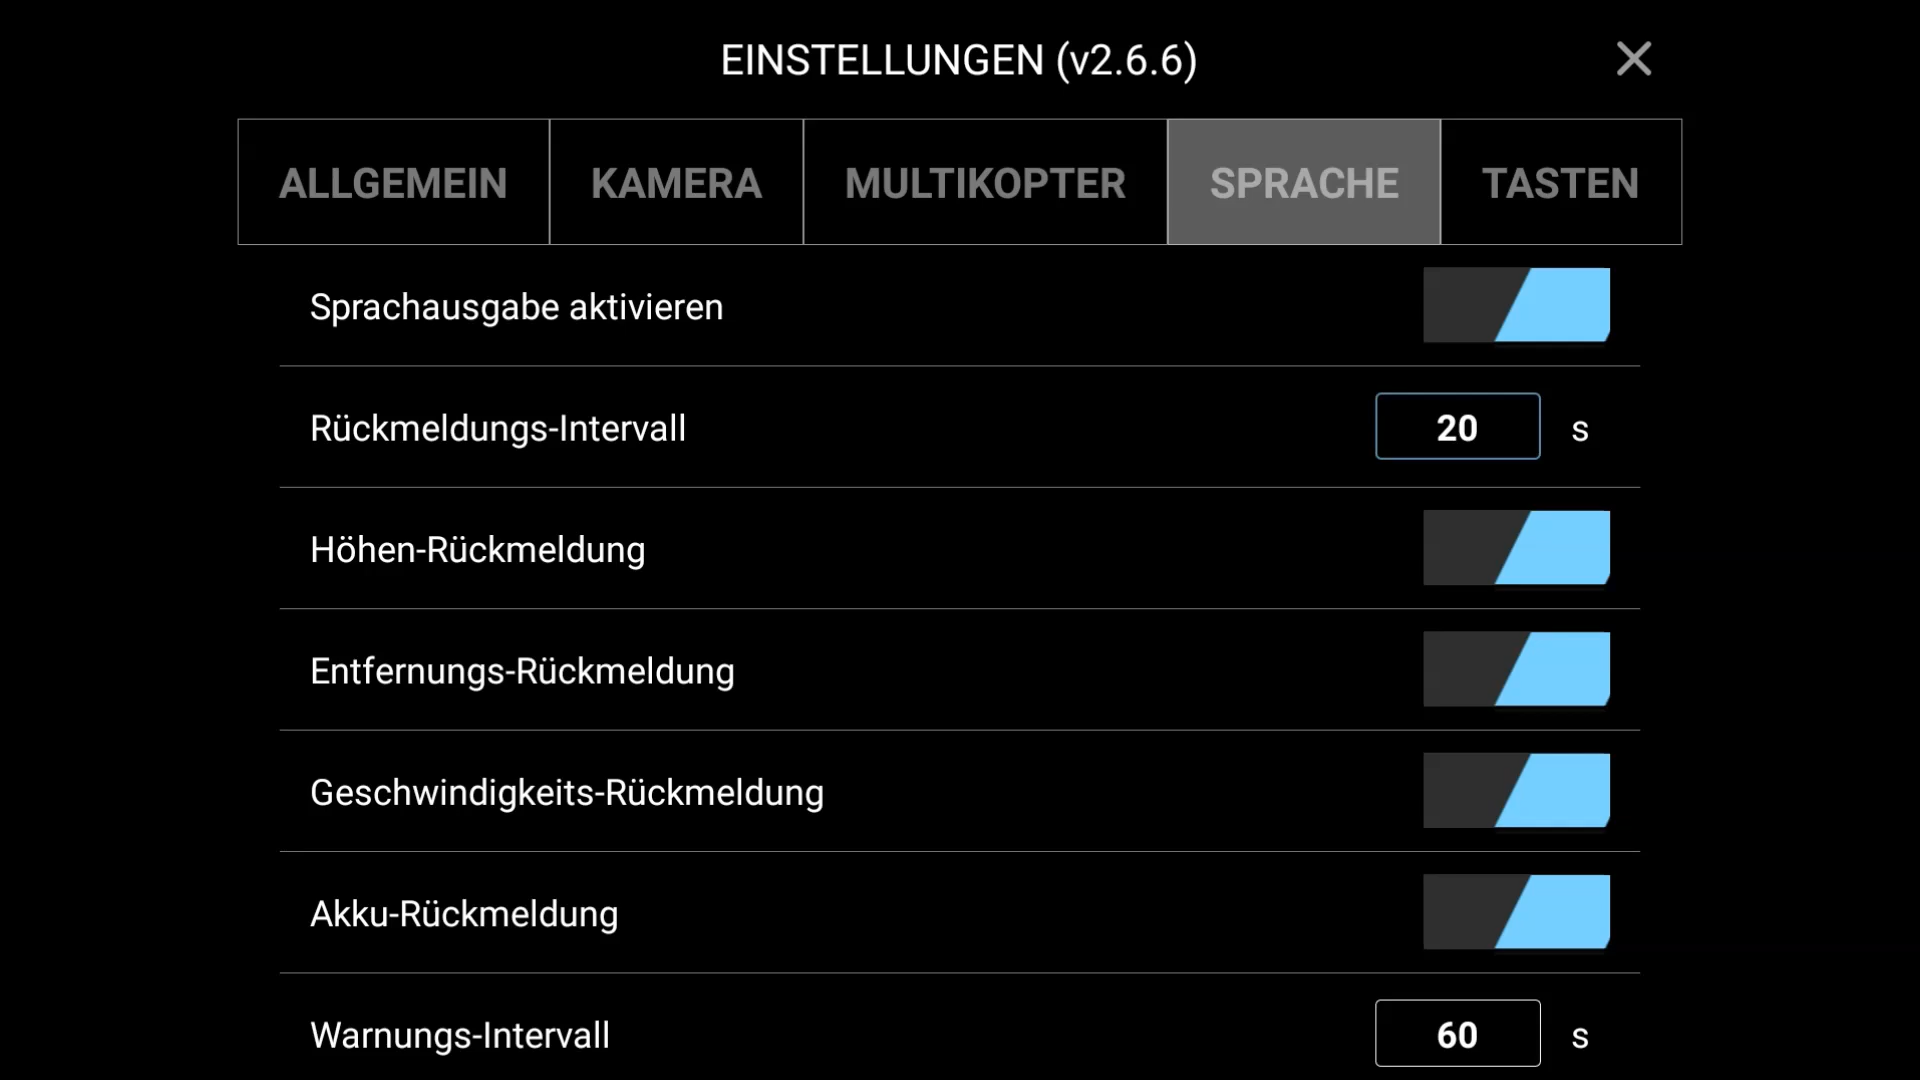 EINSTELLUNGEN (v2.6.6)
ALLGEMEIN KAMERA MULTIKOPTER SPRACHE TASTEN
Sprachausgabe aktivieren
Rückmeldungs-Intervall 20 s
Höhen-Rückmeldung
Entfernungs-Rückmeldung
Geschwindigkeits-Rückmeldung
Akku-Rückmeldung
Warnungs-Intervall 60 s